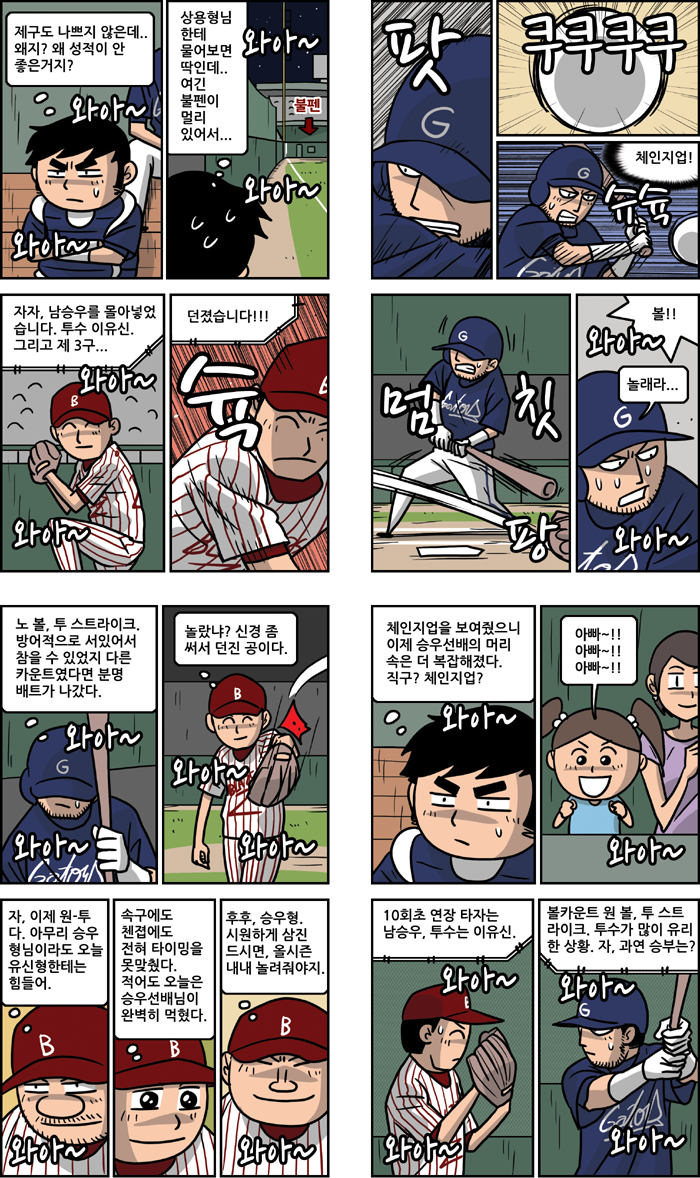 제구도 나쁘지 않은데..
왜지? 왜 성적이 안
좋은거지?
와아~
와아~
상용형님
한테
물어보면
딱인데..
여긴
불펜이
멀리
있어서...
와아~
불펜
와아~
팟
G
쿠쿠쿠쿠
체인지업!
G
슈슉
Gators
자자, 남승우를 몰아넣었
습니다. 투수 이유신.
그리고 제 3구...
와아~
B
와아~
던졌습니다!!!
슉
B
G
Gators
멈
칫
팡
볼!!
와아~
놀래라...
G
와아~
노 볼, 투 스트라이크.
방어적으로 서있어서
참을 수 있었지 다른
카운트였다면 분명
배트가 나갔다.
와아~
G
와아~
Gators
놀랐냐? 신경 좀
써서 던진 공이다.
B
와아~
와아~
체인지업을 보여줬으니
이제 승우선배의 머리
속은 더 복잡해졌다.
직구? 체인지업?
와아~
아빠~!!
아빠~!!
아빠~!!
와아~
자, 이제 원-투
다. 아무리 승우
형님이라도 오늘
유신형한테는
힘들어.
B
와아~
속구에도
첸접에도
전혀 타이밍을
못맞췄다.
적어도 오늘은
승우선배님이
완벽히 먹혔다.
B
후후, 승우형.
시원하게 삼진
드시면, 올시즌
내내 놀려줘야지.
B
와아~
10회초 연장 타자는
남승우, 투수는 이유신.
와아~
B
와아~
볼카운트 원 볼, 투 스트
라이크. 투수가 많이 유리
한 상황. 자, 과연 승부는?
와아~
G
Gators
와아~